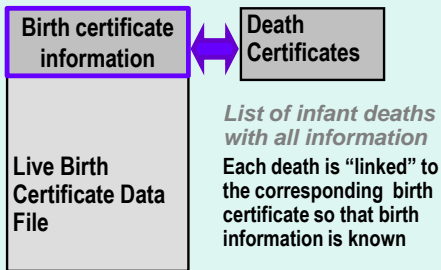 Birth certificate
information
Death
Certificates
List of infant deaths
with all information
Each death is “linked” to
the corresponding birth
certificate so that birth
information is known
Live Birth
Certificate Data
File